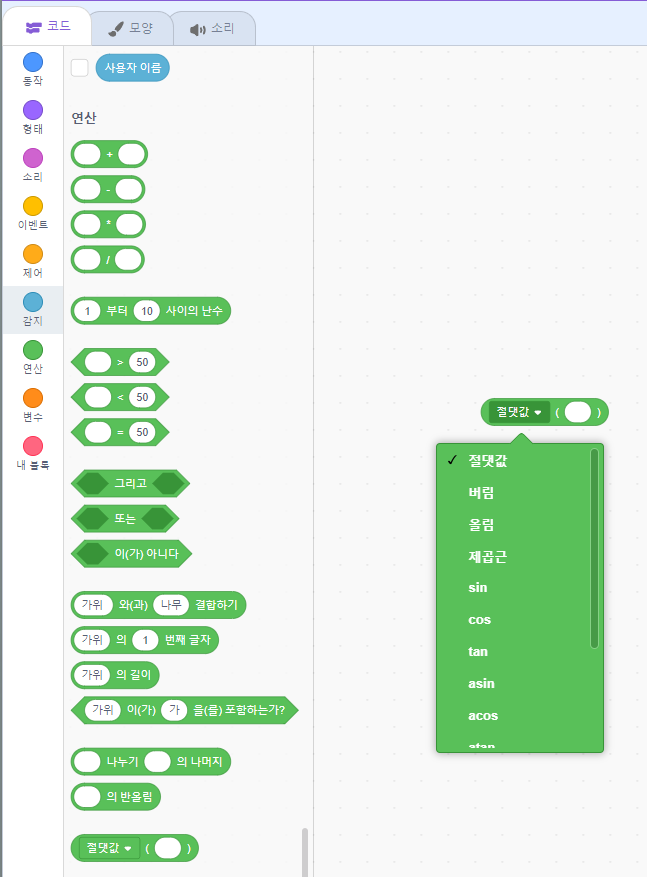 코드
모양
소리
동작
형태
소리
이벤트
제어
감지
연산
변수
내 블록
사용자 이름
연산
+
-
*
/
1 부터 10 사이의 난수
> 50
< 50
= 50
그리고
또는
이(가) 아니다
가위 와(과) 나무 결합하기
가위 의 1 번째 글자
가위 의 길이
가위 이(가) 가 을(를) 포함하는가?
나누기 의 나머지
의 반올림
절댓값 ( )
절댓값 ( )
✓ 절댓값
버림
올림
제곱근
sin
cos
tan
asin
acos
atan